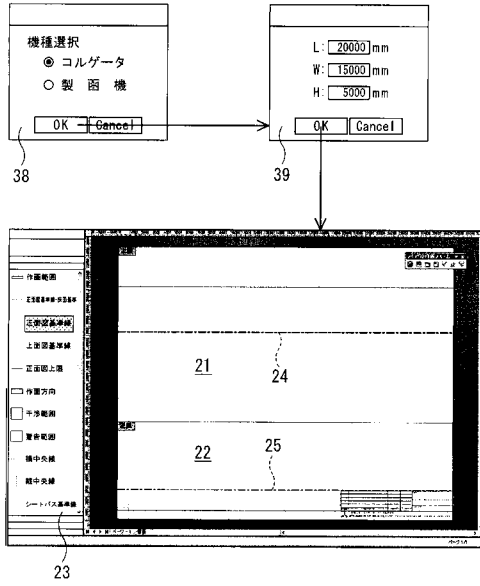 機種選択
コルゲータ
製函機
OK Cancel
38
L: 20000 mm
W: 15000 mm
H: 5000 mm
OK Cancel
39
作画範囲
正面図基準線
上面図基準線
正面図上限
作画方向
干渉範囲
警告範囲
横中央線
縦中央線
シートパス基準線
21
24
22
25
23